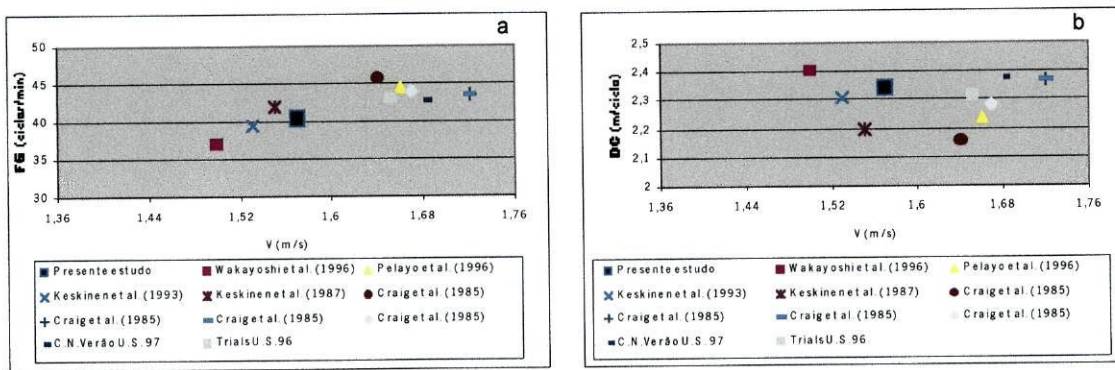 a
FG (ciclar/min)
50
45
40
35
30
1,36 1,44 1,52 1,6 1,68 1,76
V (m/s)
Presente estudo Wakayoshi et al. (1996) Pelayo et al. (1996)
Keskinen et al. (1993) Keskinen et al. (1987) Craig et al. (1985)
Craig et al. (1985) Craig et al. (1985) Craig et al. (1985)
C.N.Verão U.S.97 Trials U.S.96
b
DC (m/ciclo)
2,5
2,4
2,3
2,2
2,1
2
1,36 1,44 1,52 1,6 1,68 1,76
V (m/s)
Presente estudo Wakayoshi et al. (1996) Pelayo et al. (1996)
Keskinen et al. (1993) Keskinen et al. (1987) Craig et al. (1985)
Craig et al. (1985) Craig et al. (1985) Craig et al. (1985)
C.N.Verão U.S.97 Trials U.S.96